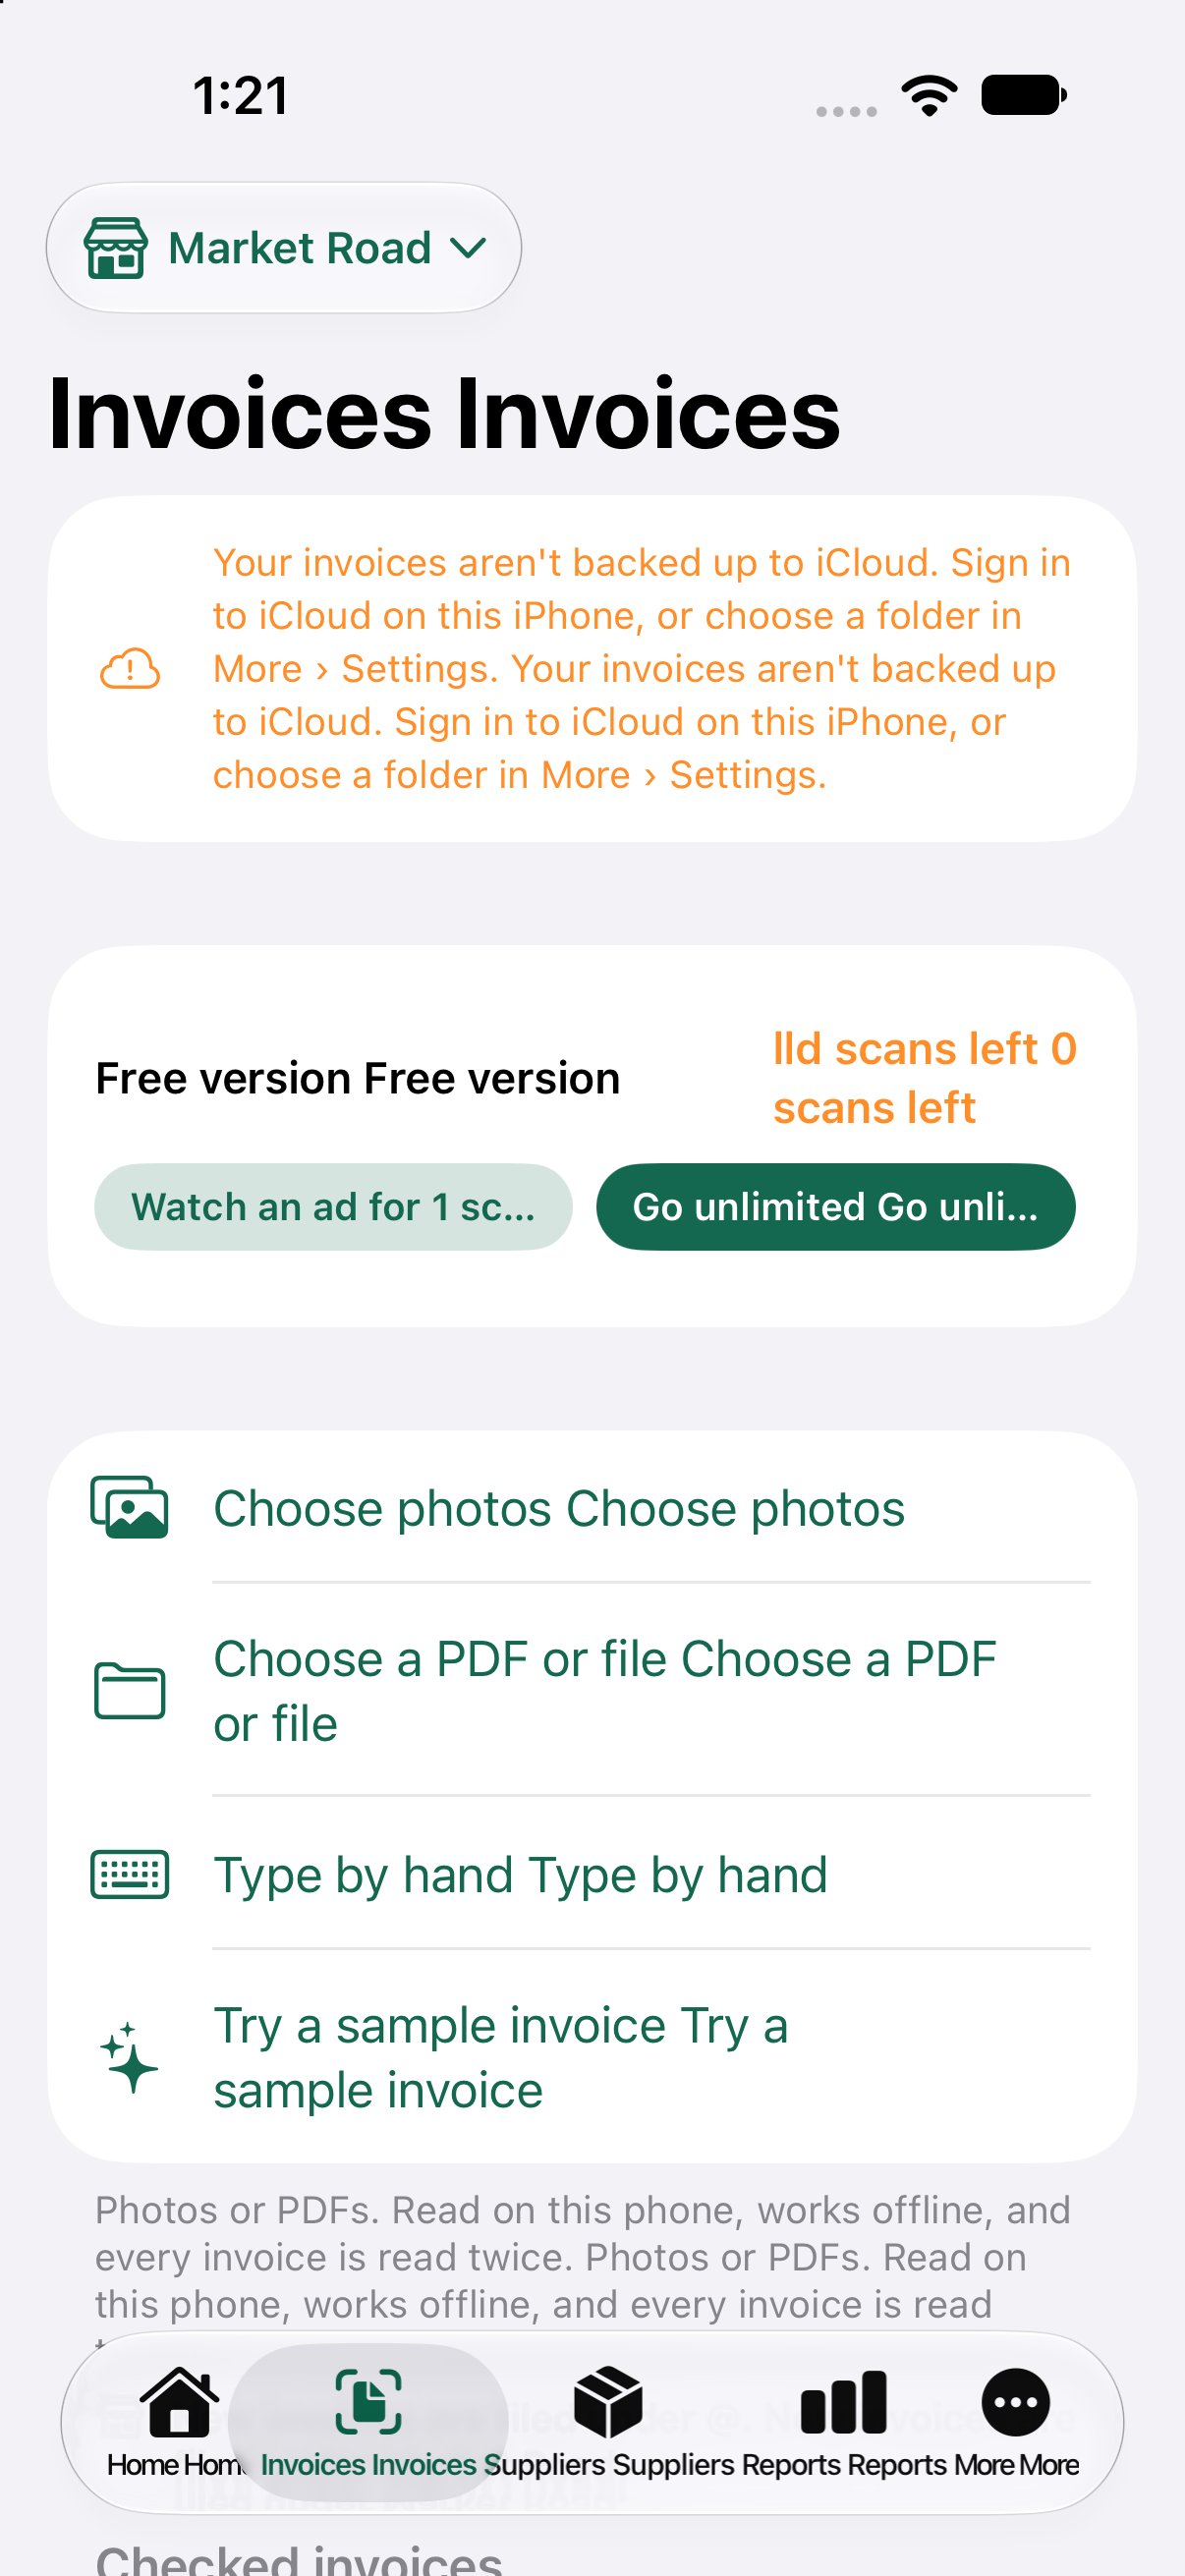 1:21
Market Road
Invoices Invoices
Your invoices aren't backed up to iCloud. Sign in
to iCloud on this iPhone, or choose a folder in
More › Settings. Your invoices aren't backed up
to iCloud. Sign in to iCloud on this iPhone, or
choose a folder in More › Settings.
Free version Free version
lld scans left 0
scans left
Watch an ad for 1 sc...
Go unlimited Go unli...
Choose photos Choose photos
Choose a PDF or file Choose a PDF
or file
Type by hand Type by hand
Try a sample invoice Try a
sample invoice
Photos or PDFs. Read on this phone, works offline, and
every invoice is read twice. Photos or PDFs. Read on
this phone, works offline, and every invoice is read
Home Home Invoices Invoices Suppliers Suppliers Reports Reports More More
Checked invoices